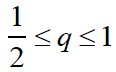 1/2 ≤ q ≤ 1